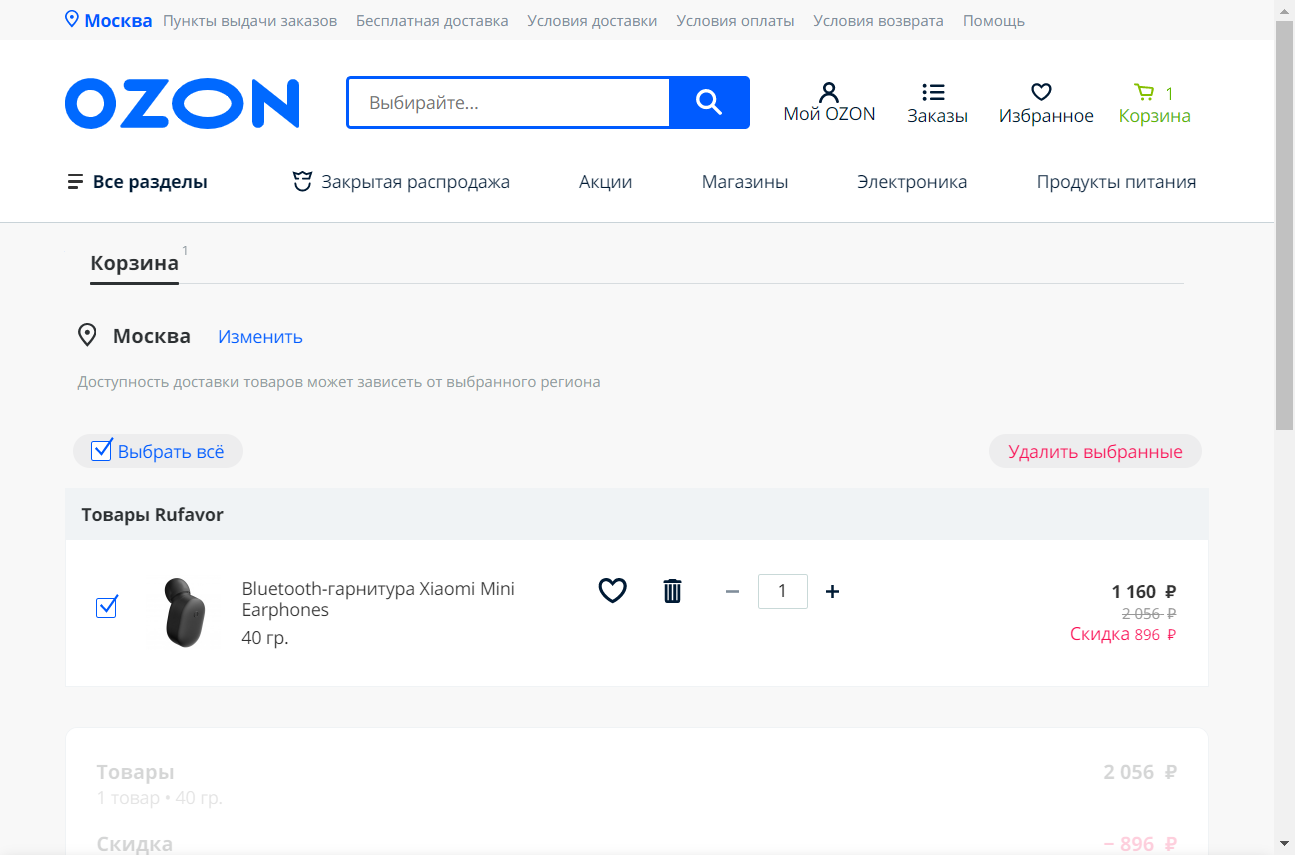 Москва Пункты выдачи заказов Бесплатная доставка Условия доставки Условия оплаты Условия возврата Помощь
OZON
Выбирайте...
Мой OZON
Заказы
Избранное
1
Корзина
Все разделы Закрытая распродажа Акции Магазины Электроника Продукты питания
Корзина 1
Москва Изменить
Доступность доставки товаров может зависеть от выбранного региона
Выбрать всё Удалить выбранные
Товары Rufavor
Bluetooth-гарнитура Xiaomi Mini
Earphones
40 гр.
1
1 160 ₽
2 056 ₽
Скидка 896 ₽
Товары 2 056 ₽
1 товар • 40 гр.
Скидка − 896 ₽